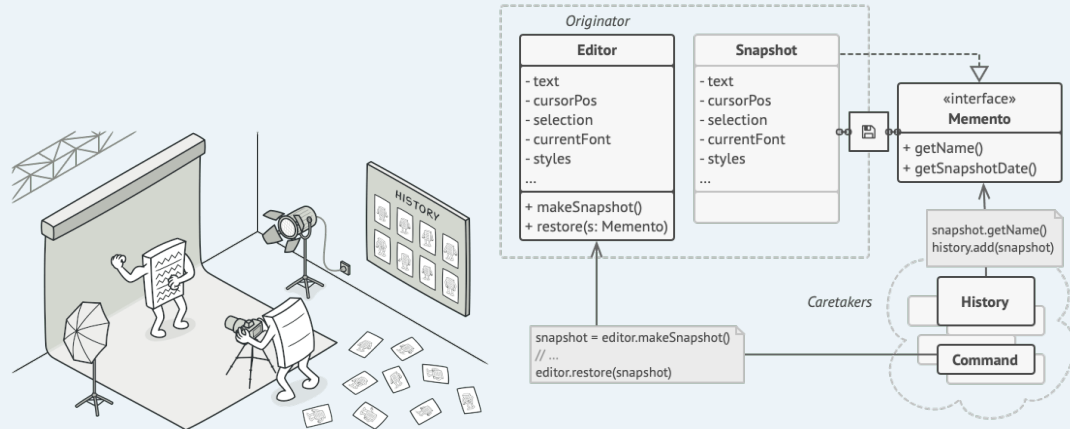 HISTORY
Originator
Editor
- text
- cursorPos
- selection
- currentFont
- styles
...
+ makeSnapshot()
+ restore(s: Memento)
Snapshot
- text
- cursorPos
- selection
- currentFont
- styles
...
«interface»
Memento
+ getName()
+ getSnapshotDate()
snapshot.getName()
history.add(snapshot)
Caretakers
History
Command
snapshot = editor.makeSnapshot()
// ...
editor.restore(snapshot)